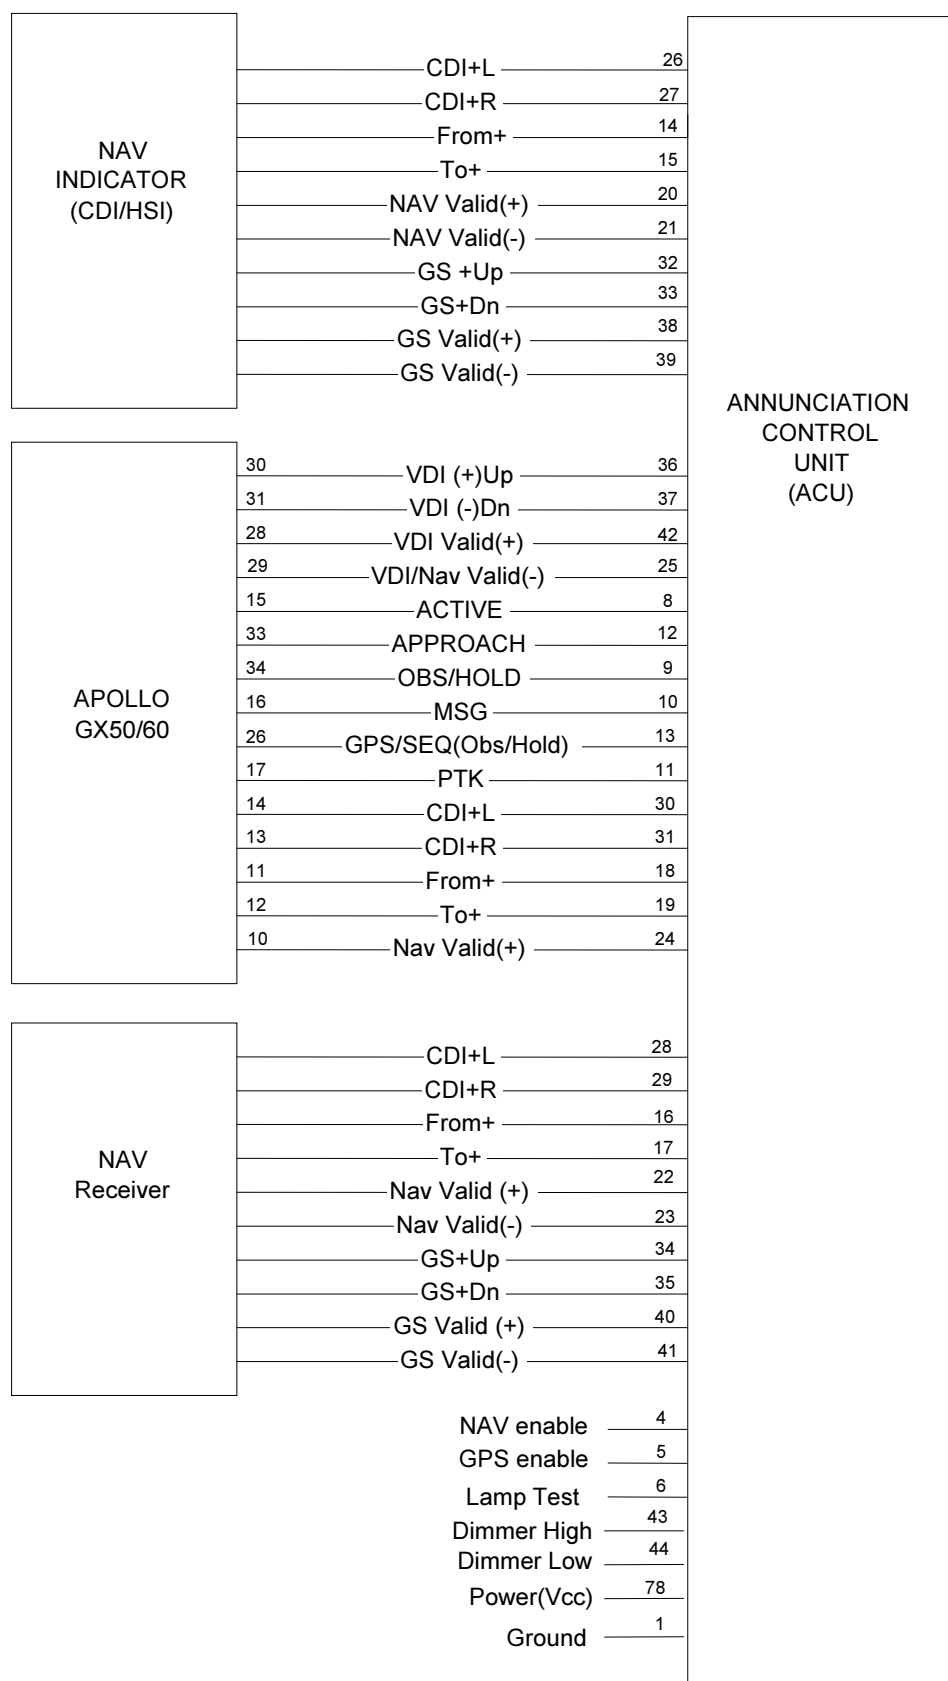 NAV
INDICATOR
(CDI/HSI)
CDI+L 26
CDI+R 27
From+ 14
To+ 15
NAV Valid(+) 20
NAV Valid(-) 21
GS +Up 32
GS+Dn 33
GS Valid(+) 38
GS Valid(-) 39
ANNUNCIATION
CONTROL
UNIT
(ACU)
APOLLO
GX50/60
30 VDI (+)Up 36
31 VDI (-)Dn 37
28 VDI Valid(+) 42
29 VDI/Nav Valid(-) 25
15 ACTIVE 8
33 APPROACH 12
34 OBS/HOLD 9
16 MSG 10
26 GPS/SEQ(Obs/Hold) 13
17 PTK 11
14 CDI+L 30
13 CDI+R 31
11 From+ 18
12 To+ 19
10 Nav Valid(+) 24
NAV
Receiver
CDI+L 28
CDI+R 29
From+ 16
To+ 17
Nav Valid (+) 22
Nav Valid(-) 23
GS+Up 34
GS+Dn 35
GS Valid (+) 40
GS Valid(-) 41
NAV enable 4
GPS enable 5
Lamp Test 6
Dimmer High 43
Dimmer Low 44
Power(Vcc) 78
Ground 1